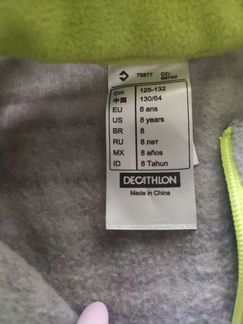 75877 CC:
Cm 125-132
中国 130/64
EU 8 ans
US 8 years
BR 8
RU 8 лет
MX 8 años
ID 8 Tahun
DECATHLON
Made in China